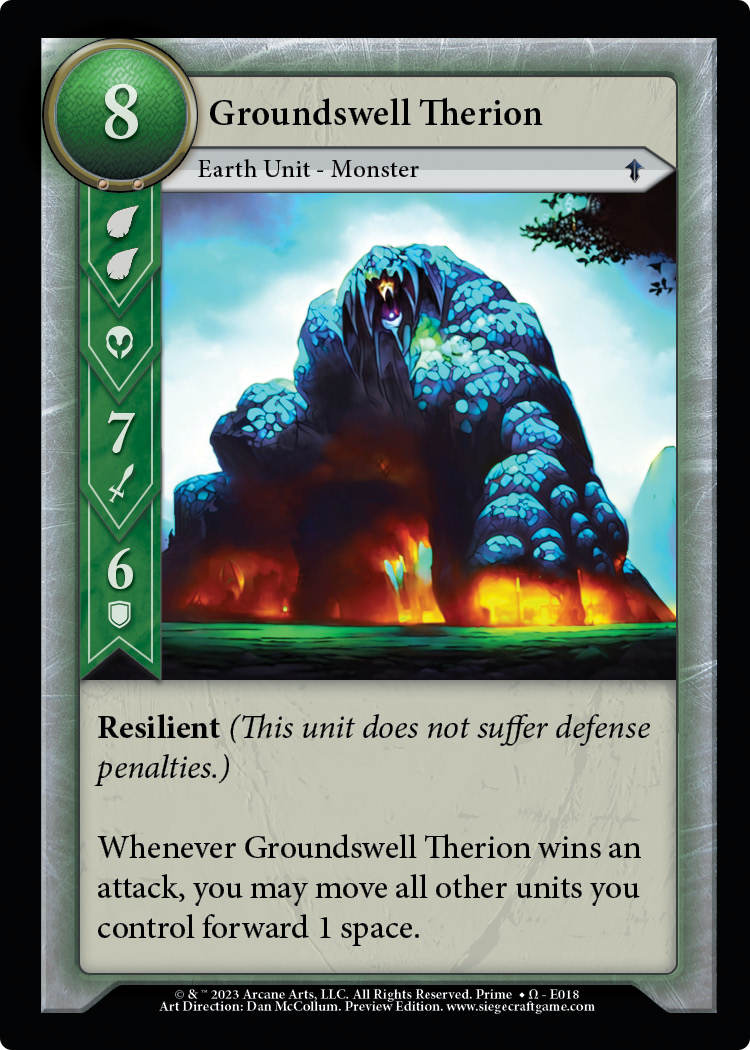 8
Groundswell Therion
Earth Unit - Monster
7
6
Resilient (This unit does not suffer defense
penalties.)
Whenever Groundswell Therion wins an
attack, you may move all other units you
control forward 1 space.
© & ™ 2023 Arcane Arts, LLC. All Rights Reserved. Prime ⬥ Ω - E018
Art Direction: Dan McCollum. Preview Edition. www.siegecraftgame.com